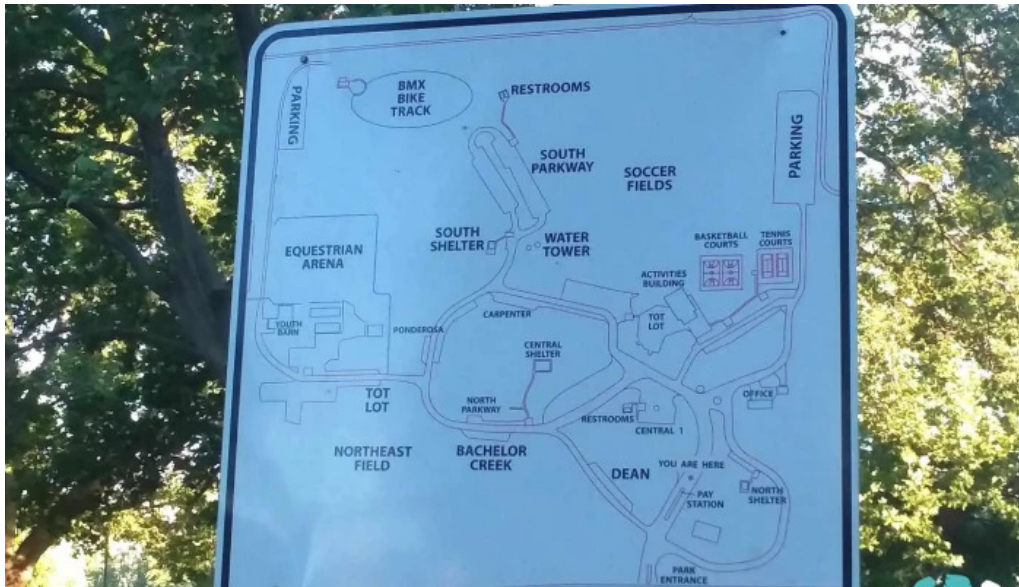 BMX
BIKE
TRACK
RESTROOMS
PARKING
SOUTH
PARKWAY
SOCCER
FIELDS
PARKING
EQUESTRIAN
ARENA
SOUTH
SHELTER
WATER
TOWER
BASKETBALL
COURTS
TENNIS
COURTS
ACTIVITIES
BUILDING
YOUTH
BARN
PONDEROSA
CARPENTER
TOT
LOT
CENTRAL
SHELTER
TOT
LOT
NORTH
PARKWAY
RESTROOMS
CENTRAL 1
OFFICE
NORTHEAST
FIELD
BACHELOR
CREEK
DEAN
YOU ARE HERE
PAY
STATION
NORTH
SHELTER
PARK
ENTRANCE